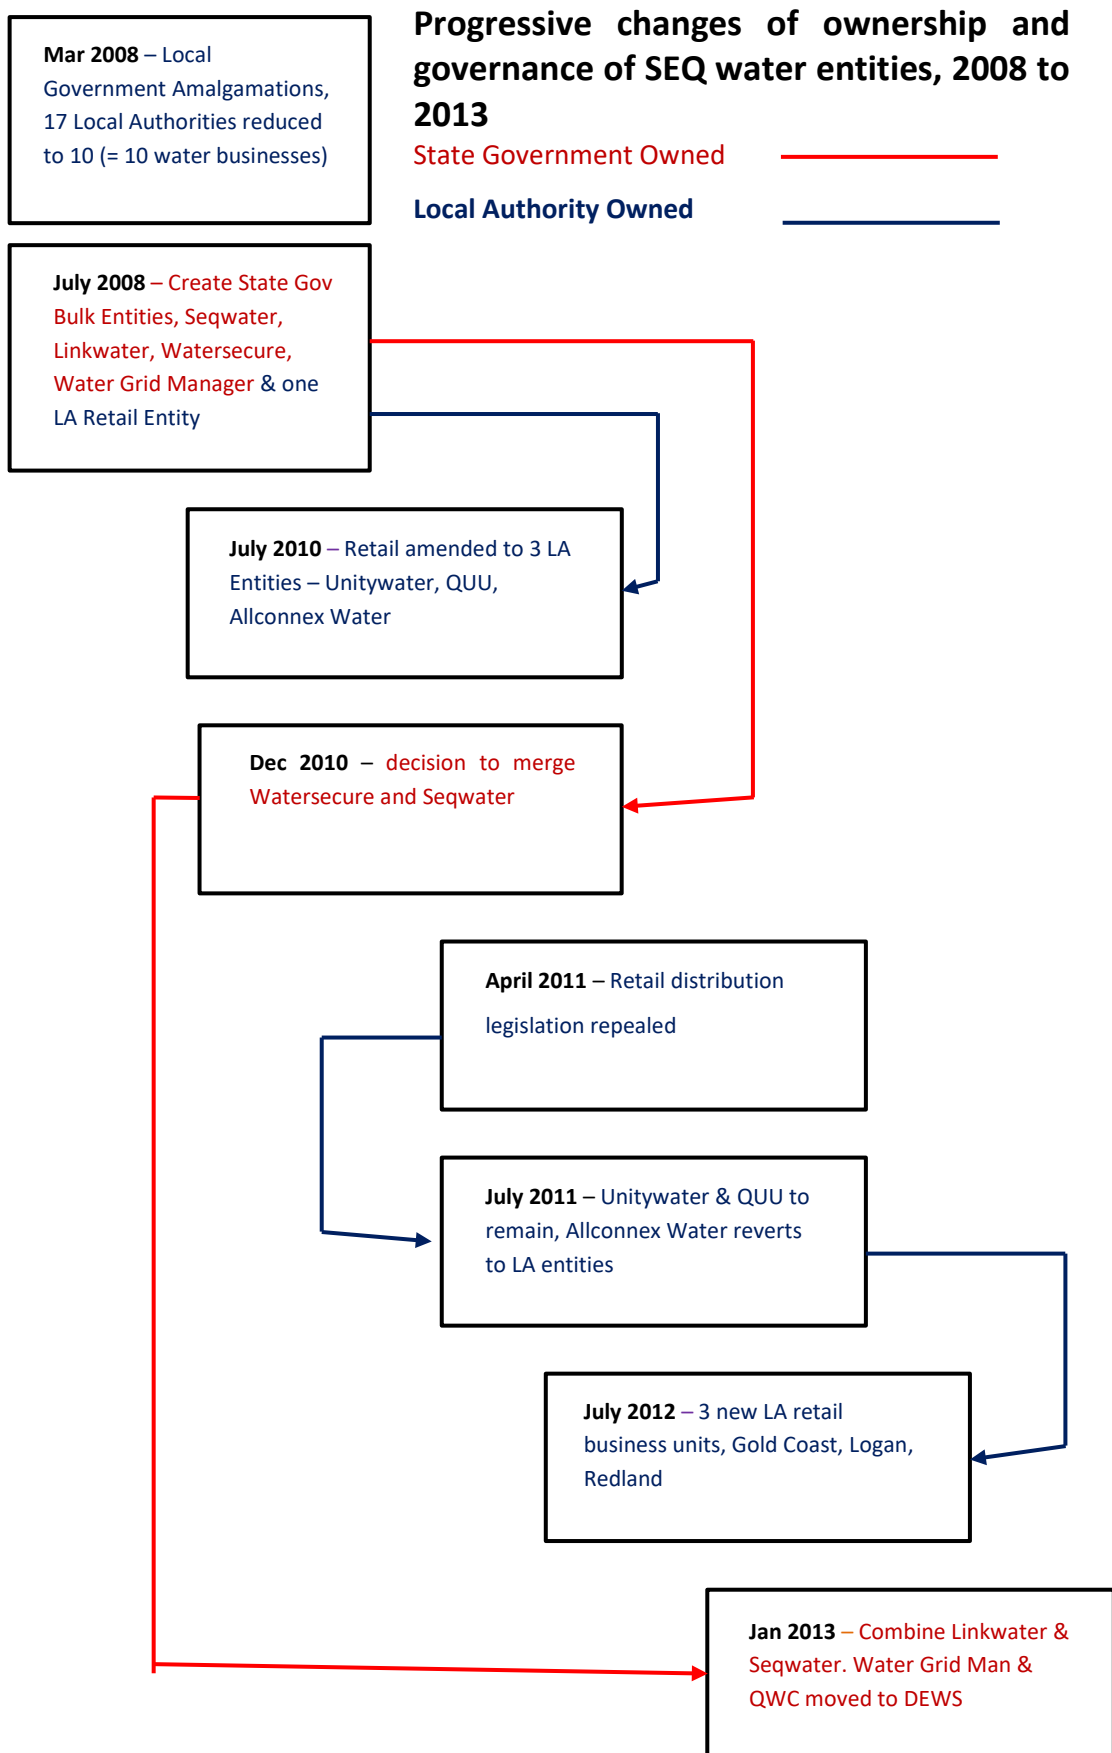 Progressive changes of ownership and
governance of SEQ water entities, 2008 to
2013
State Government Owned
Local Authority Owned
Mar 2008 – Local
Government Amalgamations,
17 Local Authorities reduced
to 10 (= 10 water businesses)
July 2008 – Create State Gov
Bulk Entities, Seqwater,
Linkwater, Watersecure,
Water Grid Manager & one
LA Retail Entity
July 2010 – Retail amended to 3 LA
Entities – Unitywater, QUU,
Allconnex Water
Dec 2010 – decision to merge
Watersecure and Seqwater
April 2011 – Retail distribution
legislation repealed
July 2011 – Unitywater & QUU to
remain, Allconnex Water reverts
to LA entities
July 2012 – 3 new LA retail
business units, Gold Coast, Logan,
Redland
Jan 2013 – Combine Linkwater &
Seqwater. Water Grid Man &
QWC moved to DEWS